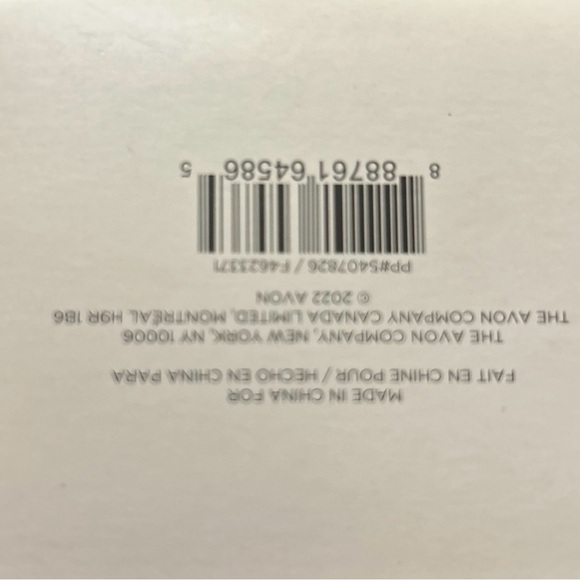 MADE IN CHINA FOR
FAIT EN CHINE POUR / HECHO EN CHINA PARA
THE AVON COMPANY, NEW YORK, NY 10006
THE AVON COMPANY CANADA LIMITED, MONTRÉAL H9R 1B6
© 2022 AVON
PP#5407826 / F4623371
8 88761 64586 5